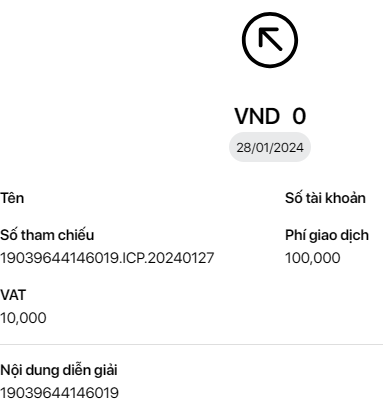 VND 0
28/01/2024
Tên Số tài khoản
Số tham chiếu Phí giao dịch
19039644146019.ICP.20240127 100,000
VAT
10,000
Nội dung diễn giải
19039644146019